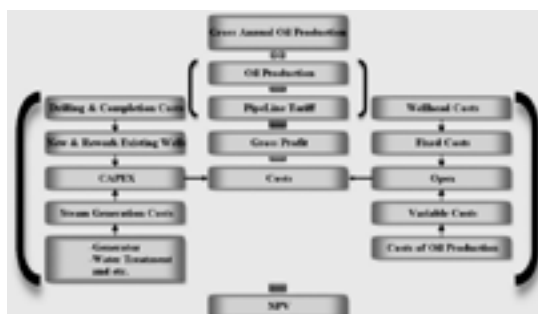 Gross Annual Oil Production
Oil Production
PipeLine Tariff
Gross Profit
Costs
NPV
Drilling & Completion Costs
New & Rework Existing Wells
CAPEX
Steam Generation Costs
-Generator
-Water Treatment
and etc.
Wellhead Costs
Fixed Costs
Opex
Variable Costs
Costs of Oil Production